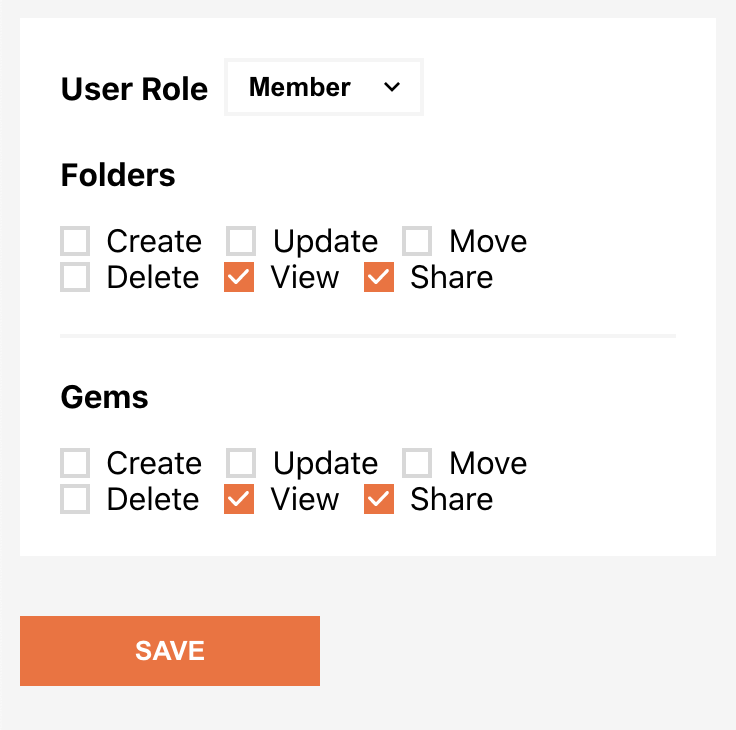 User Role Member
Folders
Create Update Move
Delete View Share
Gems
Create Update Move
Delete View Share
SAVE